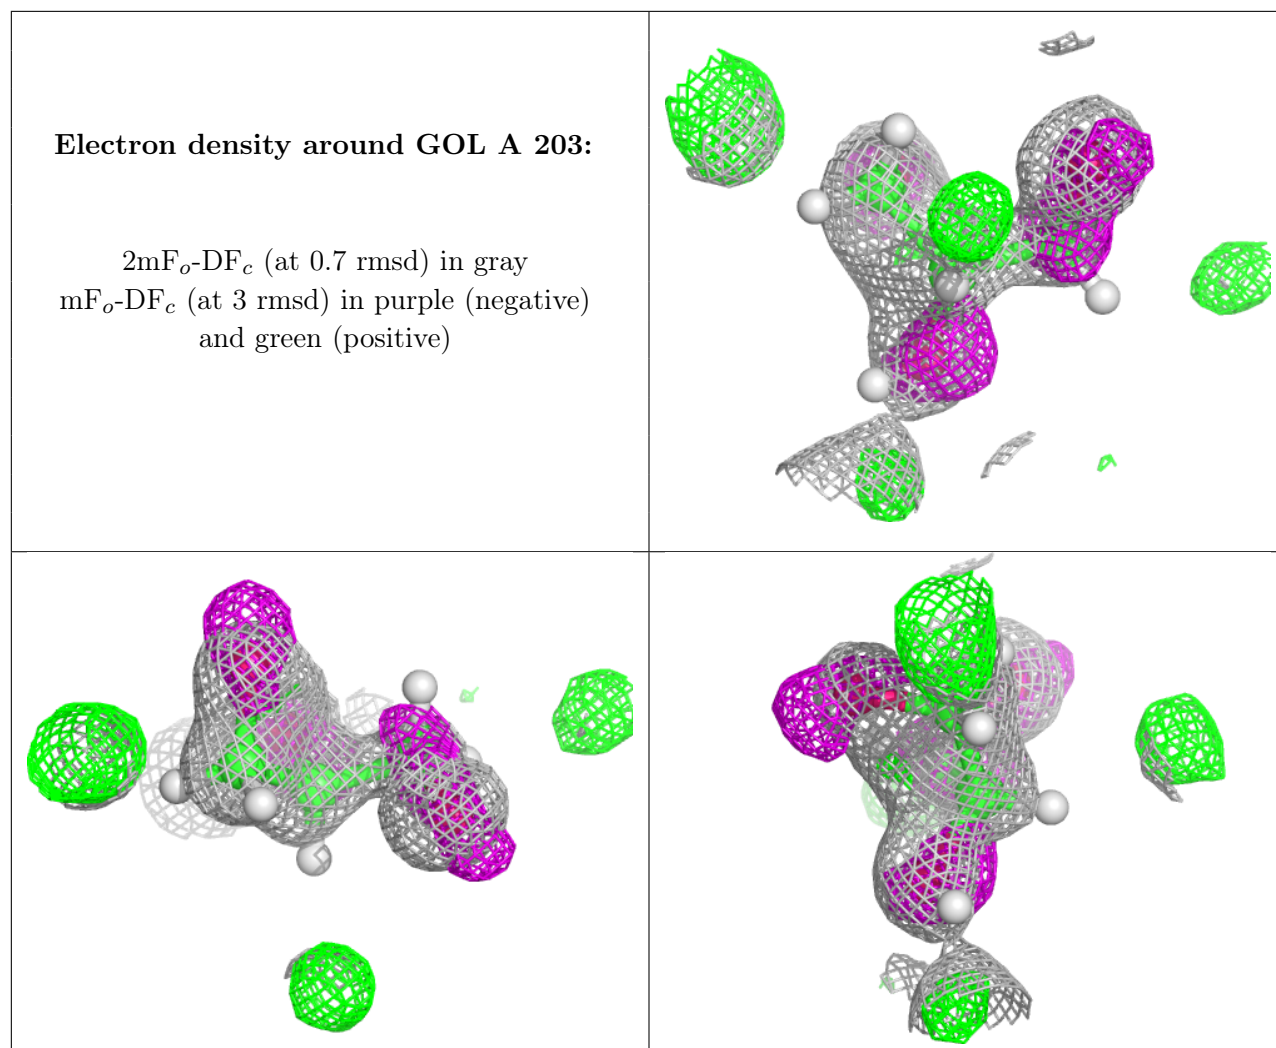 Electron density around GOL A 203:
2mFo-DFc (at 0.7 rmsd) in gray
mFo-DFc (at 3 rmsd) in purple (negative)
and green (positive)